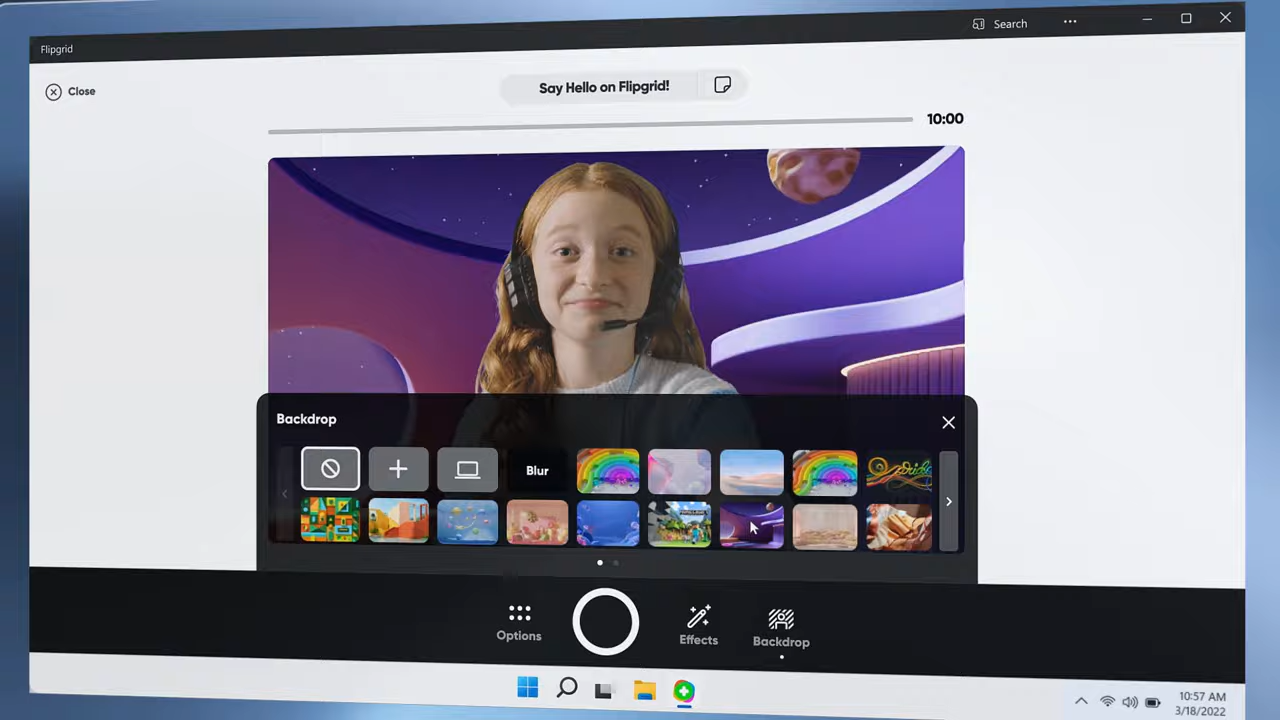 Flipgrid
Search
Close
Say Hello on Flipgrid!
10:00
Backdrop
Blur
Options
Effects
Backdrop
10:57 AM
3/18/2022